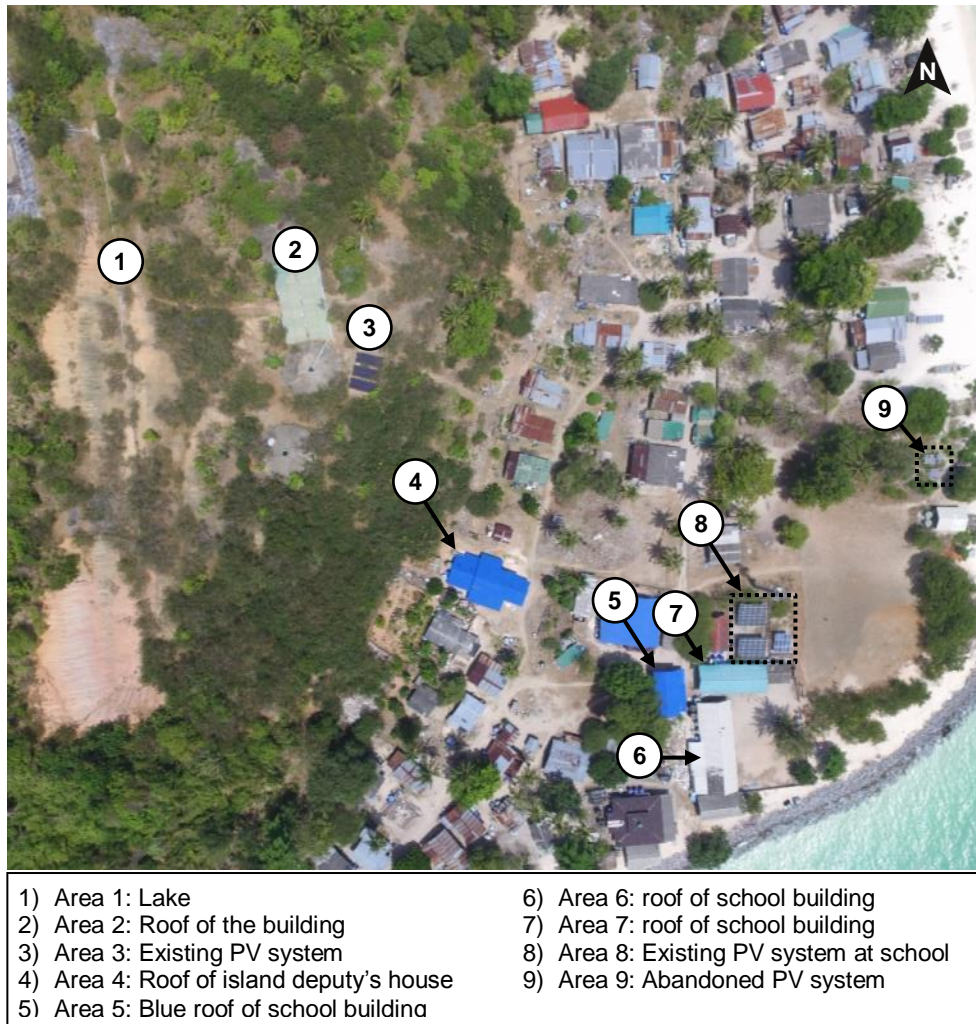 N
1
2
3
9
4
8
5
7
6
1) Area 1: Lake
2) Area 2: Roof of the building
3) Area 3: Existing PV system
4) Area 4: Roof of island deputy's house
5) Area 5: Blue roof of school building
6) Area 6: roof of school building
7) Area 7: roof of school building
8) Area 8: Existing PV system at school
9) Area 9: Abandoned PV system